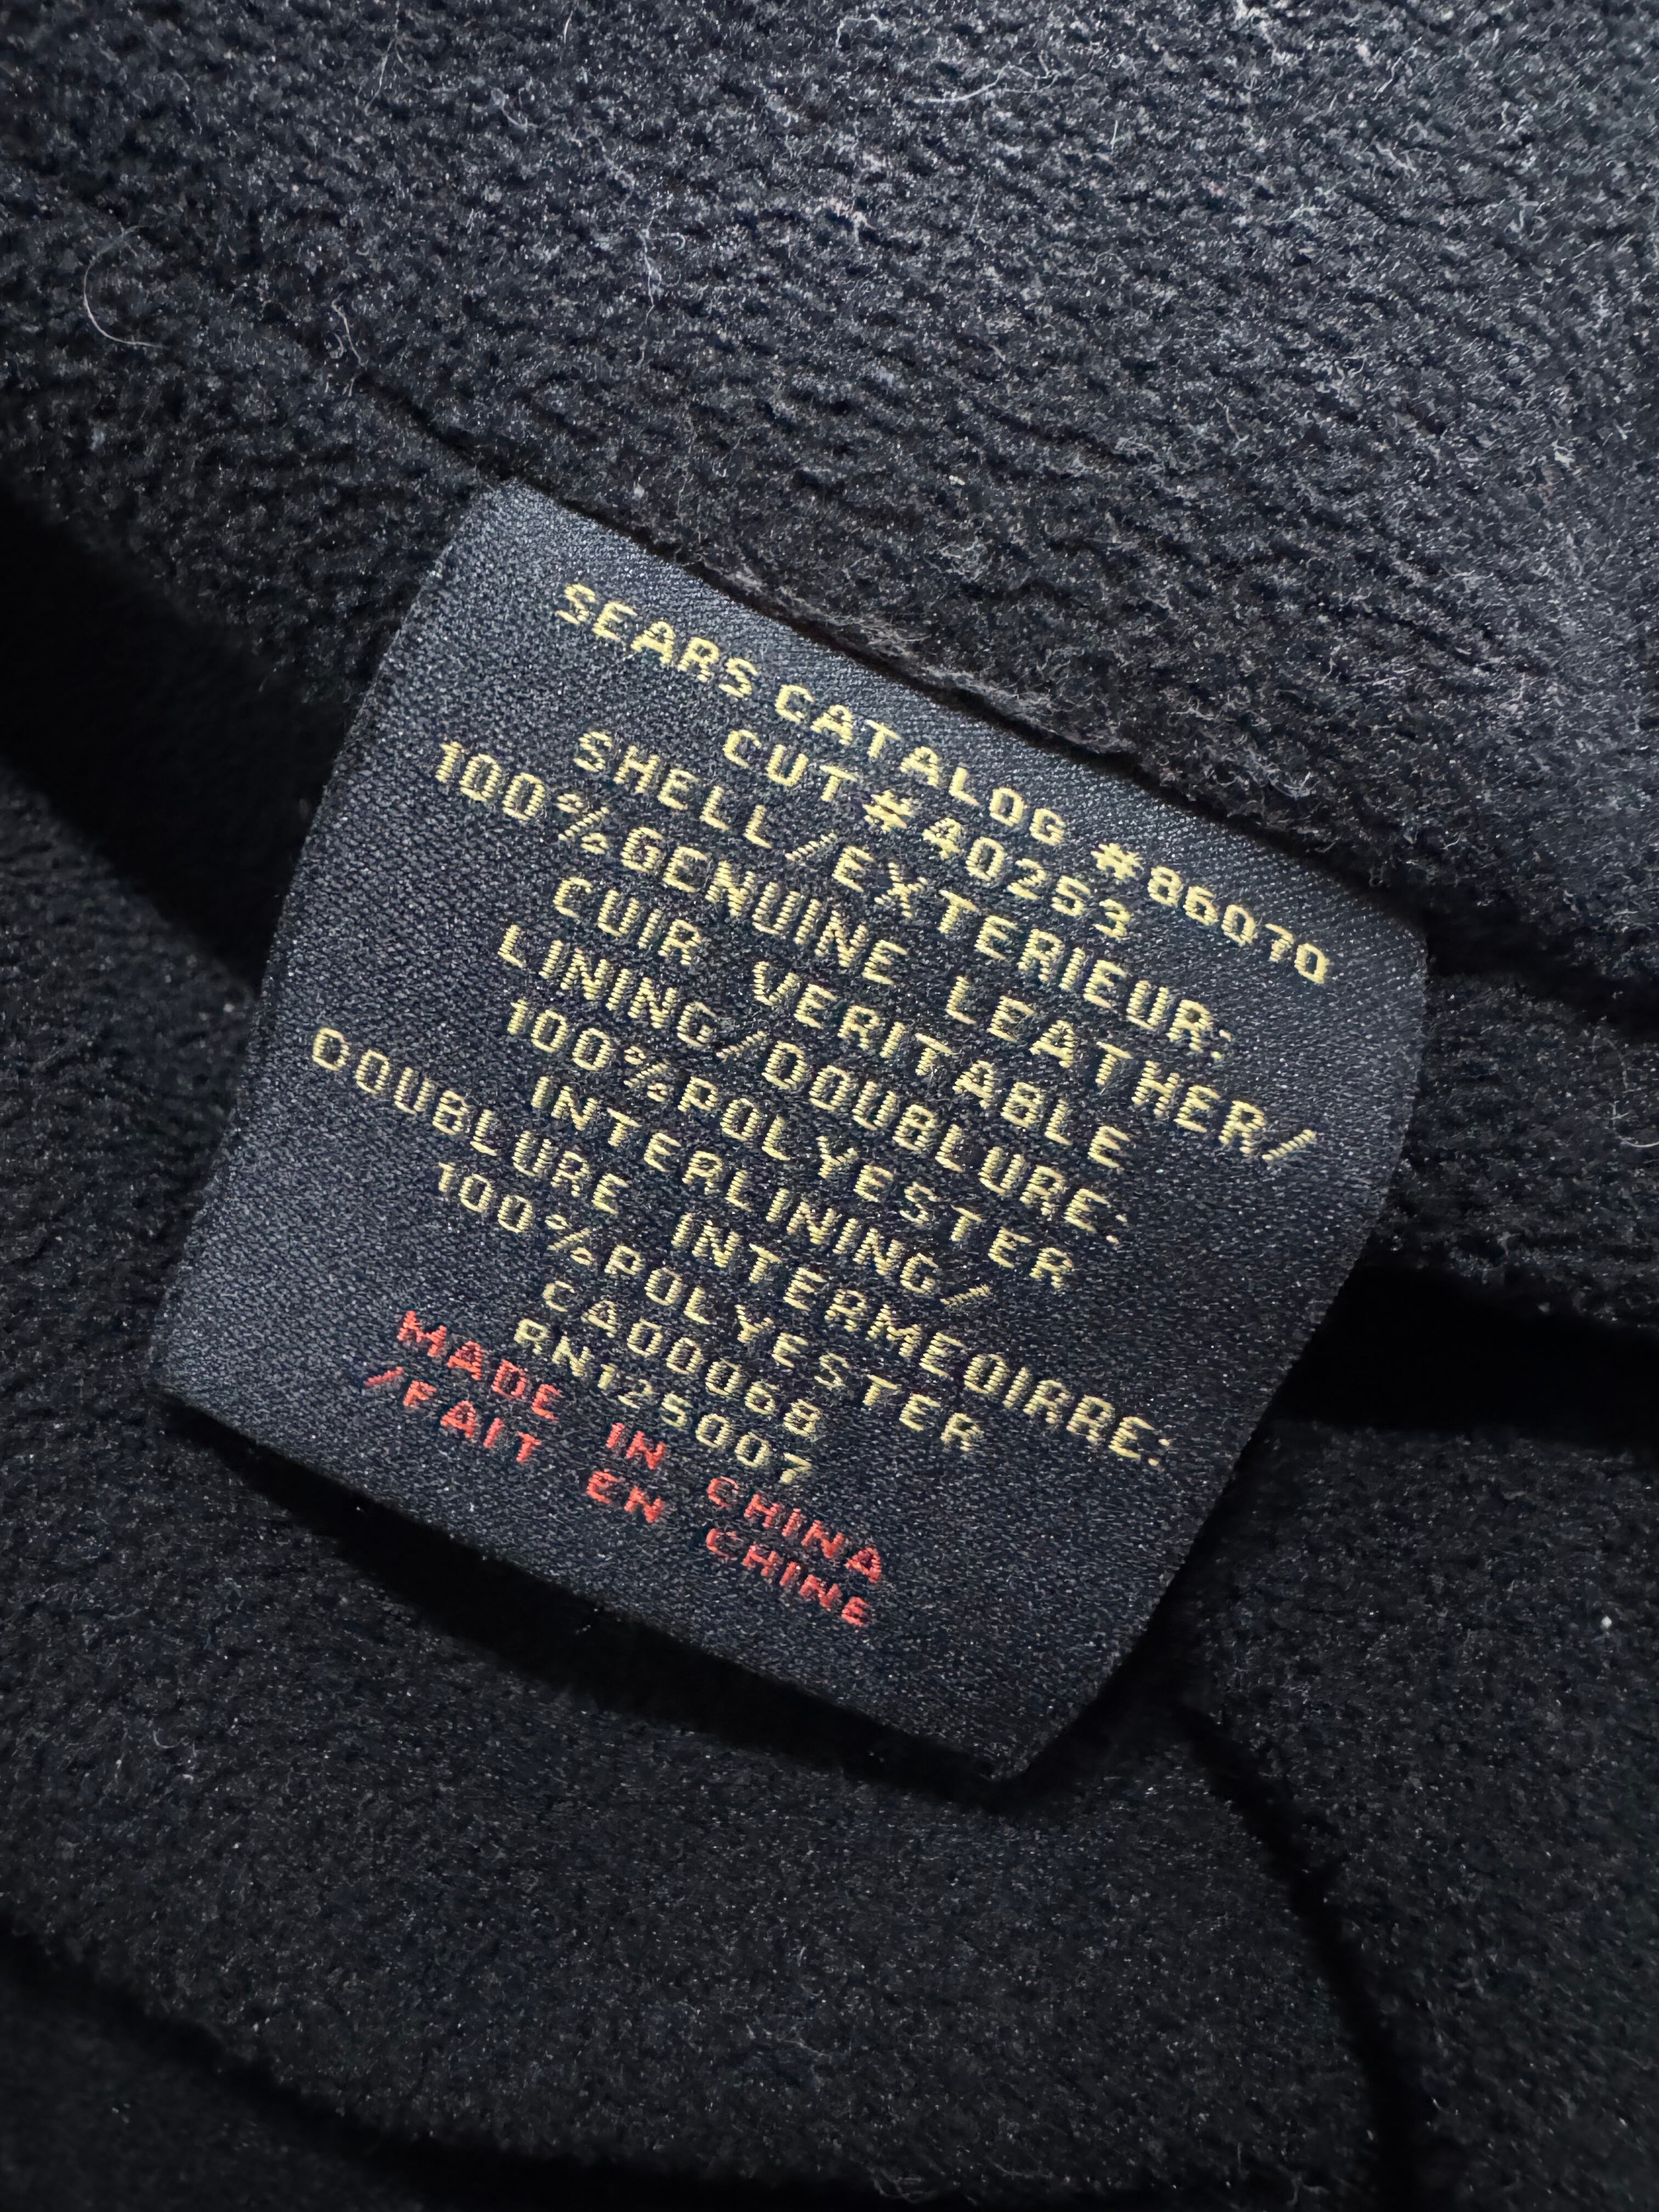 SEARS CATALOG #86070
CUT#40253
SHELL/EXTERIEUR:
100%GENUINE LEATHER/
CUIR VERITABLE
LINING/DOUBLURE:
100%POLYESTER
INTERLINING/
DOUBLURE INTERMEOIRRE:
100%POLYESTER
CA00068
RN125007
MADE IN CHINA
/FAIT EN CHINE